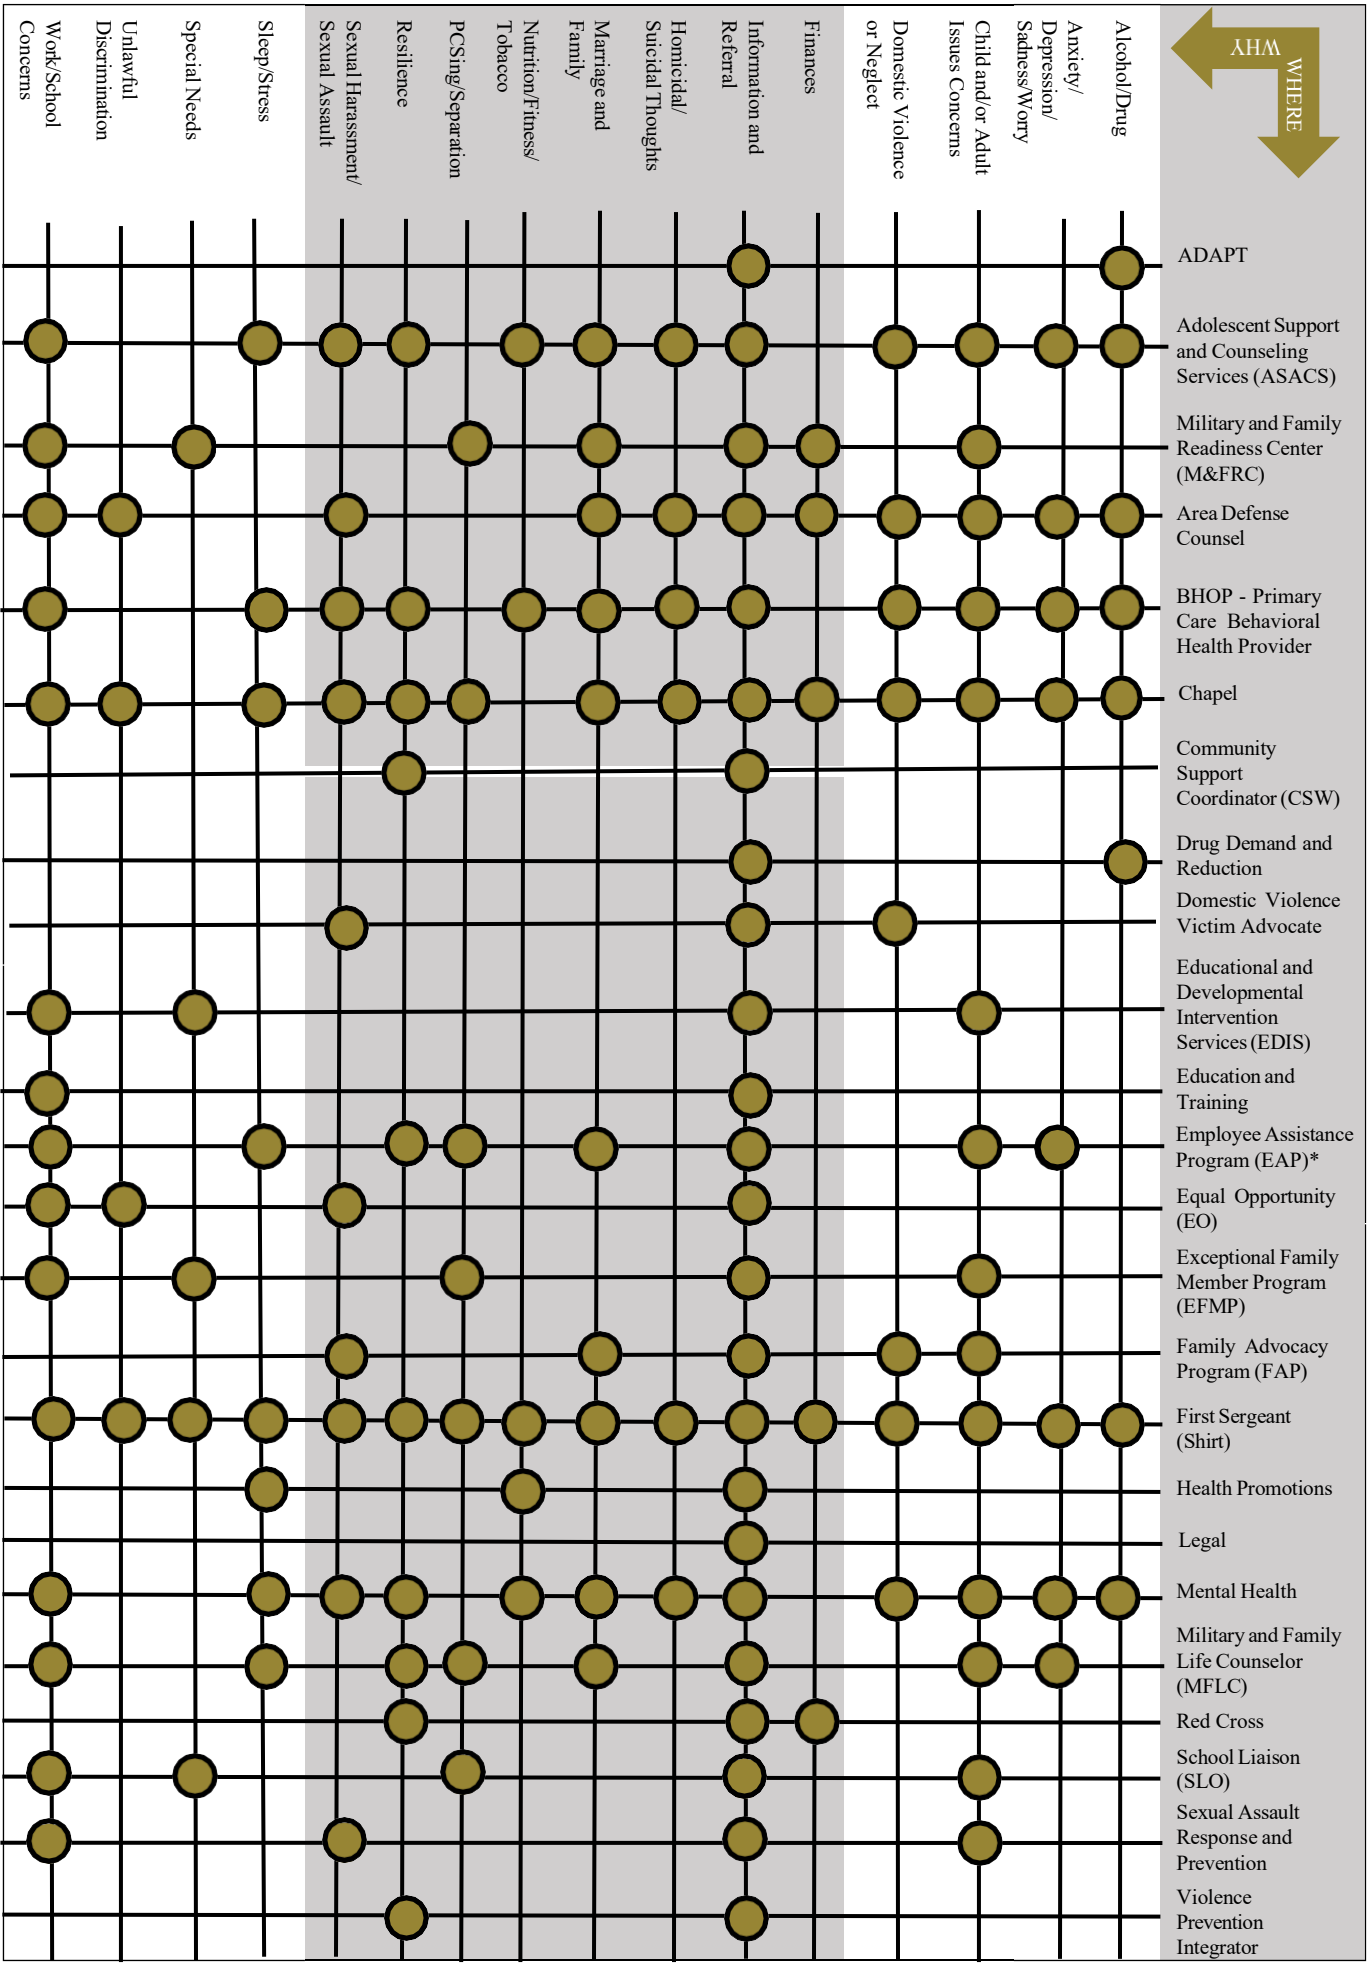 WHY
WHERE
Alcohol/Drug
Anxiety/
Depression/
Sadness/Worry
Child and/or Adult
Issues Concerns
Domestic Violence
or Neglect
Finances
Information and
Referral
Homicidal/
Suicidal Thoughts
Marriage and
Family
Nutrition/Fitness/
Tobacco
PCSing/Separation
Resilience
Sexual Harassment/
Sexual Assault
Sleep/Stress
Special Needs
Unlawful
Discrimination
Work/School
Concerns
ADAPT
Adolescent Support
and Counseling
Services (ASACS)
Military and Family
Readiness Center
(M&FRC)
Area Defense
Counsel
BHOP - Primary
Care Behavioral
Health Provider
Chapel
Community
Support
Coordinator (CSW)
Drug Demand and
Reduction
Domestic Violence
Victim Advocate
Educational and
Developmental
Intervention
Services (EDIS)
Education and
Training
Employee Assistance
Program (EAP)*
Equal Opportunity
(EO)
Exceptional Family
Member Program
(EFMP)
Family Advocacy
Program (FAP)
First Sergeant
(Shirt)
Health Promotions
Legal
Mental Health
Military and Family
Life Counselor
(MFLC)
Red Cross
School Liaison
(SLO)
Sexual Assault
Response and
Prevention
Violence
Prevention
Integrator